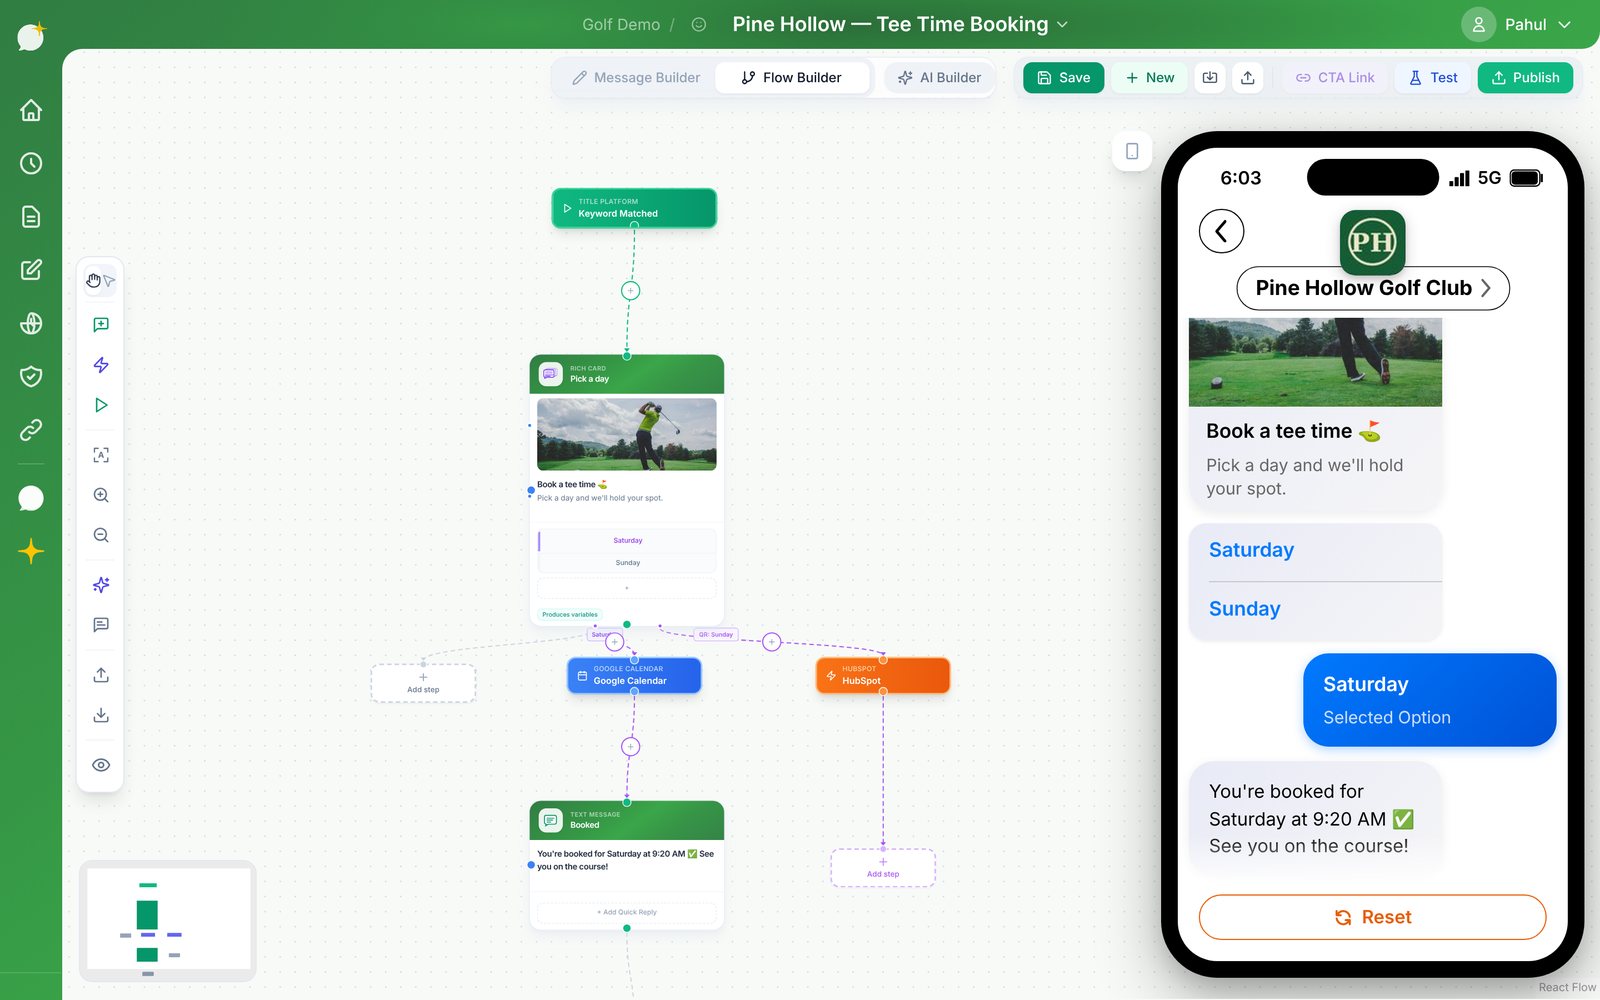 Golf Demo /
Pine Hollow — Tee Time Booking
Pahul
Message Builder
Flow Builder
AI Builder
Save
New
CTA Link
Test
Publish
TITLE PLATFORM
Keyword Matched
RICH CARD
Pick a day
Book a tee time ⛳
Pick a day and we'll hold your spot.
Saturday
Sunday
+
Produces variables
QR: Sunday
+
Add step
GOOGLE CALENDAR
Google Calendar
HUBSPOT
HubSpot
TEXT MESSAGE
Booked
You're booked for Saturday at 9:20 AM ✅ See
you on the course!
+ Add Quick Reply
+
Add step
6:03
5G
PH
Pine Hollow Golf Club
Book a tee time ⛳
Pick a day and we'll hold
your spot.
Saturday
Sunday
Saturday
Selected Option
You're booked for
Saturday at 9:20 AM ✅
See you on the course!
Reset
React Flow